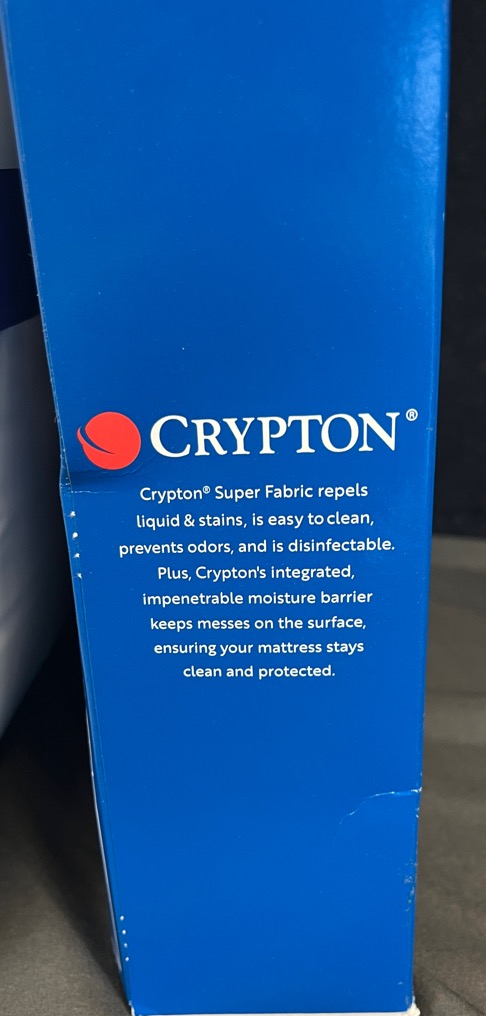 CRYPTON®
Crypton® Super Fabric repels
liquid & stains, is easy to clean,
prevents odors, and is disinfectable.
Plus, Crypton's integrated,
impenetrable moisture barrier
keeps messes on the surface,
ensuring your mattress stays
clean and protected.